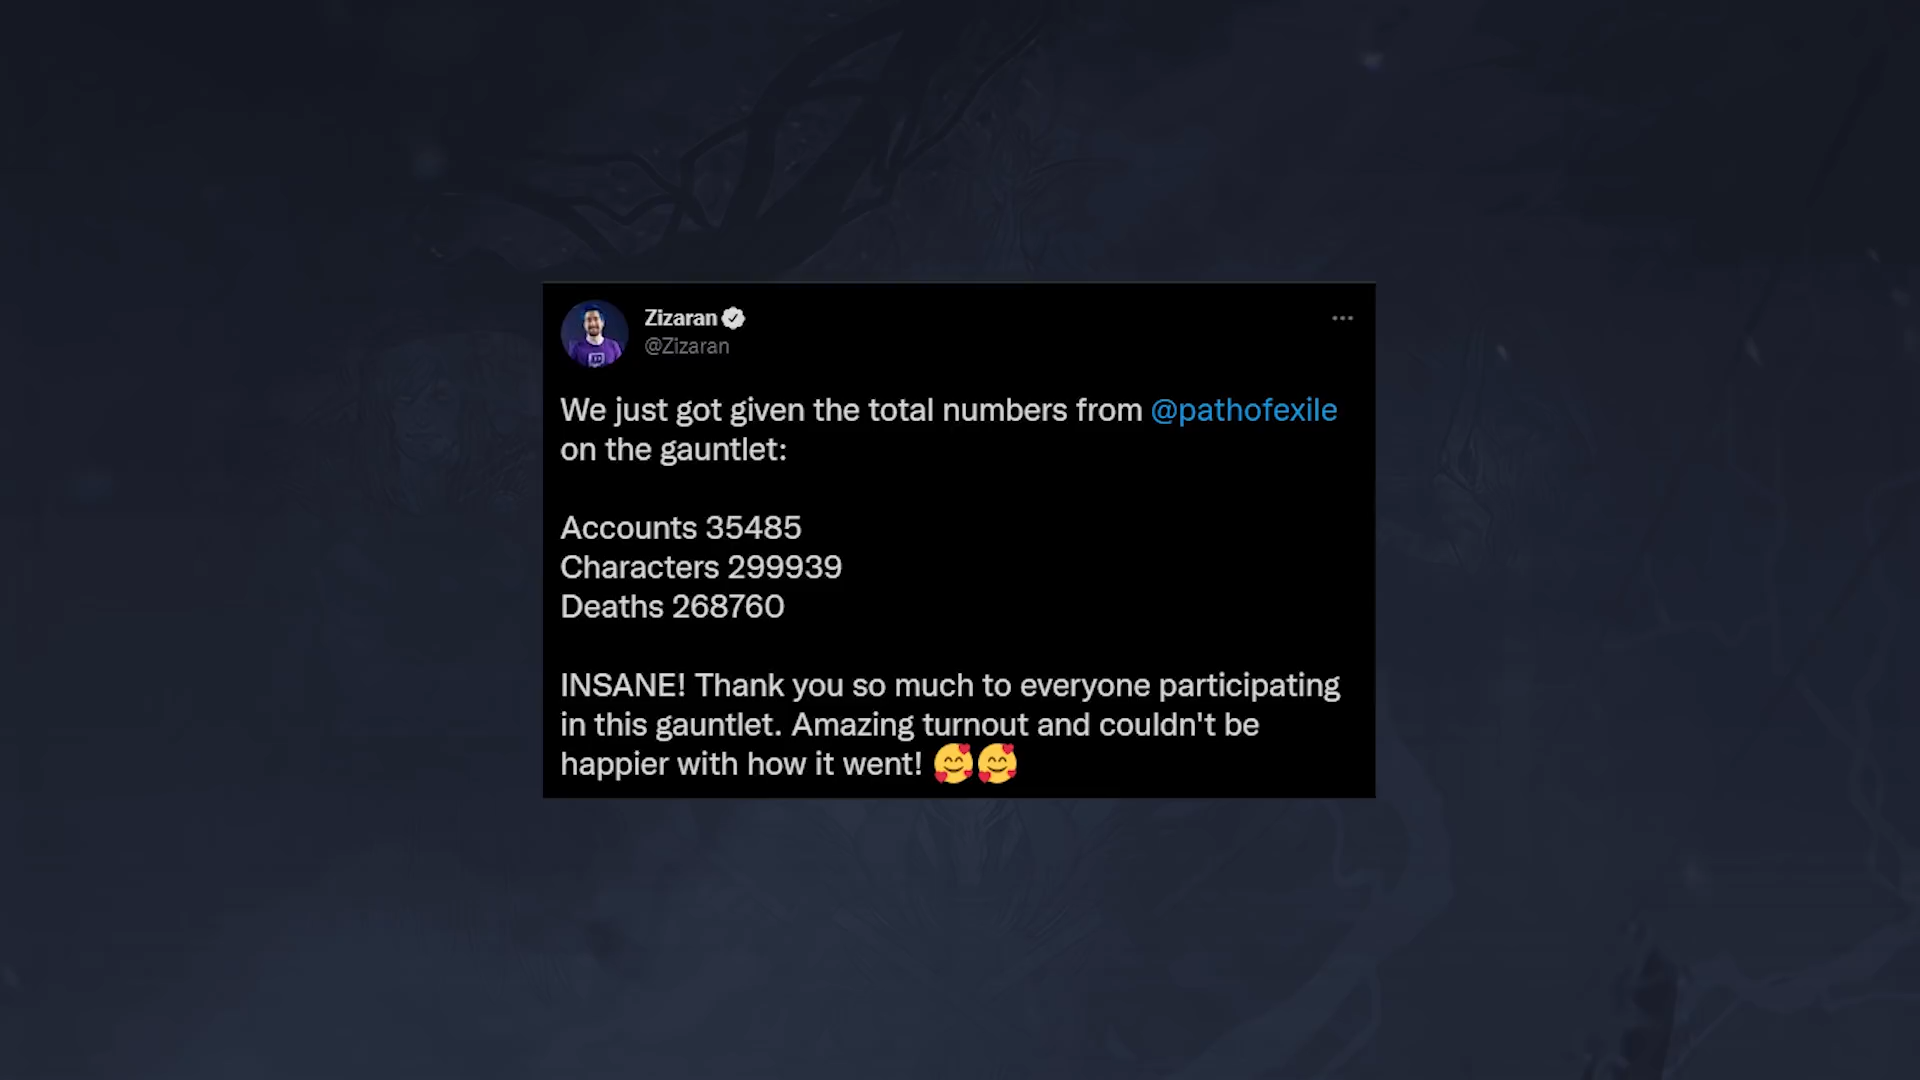 Zizaran
@Zizaran
We just got given the total numbers from @pathofexile
on the gauntlet:
Accounts 35485
Characters 299939
Deaths 268760
INSANE! Thank you so much to everyone participating
in this gauntlet. Amazing turnout and couldn't be
happier with how it went! 🥰🥰